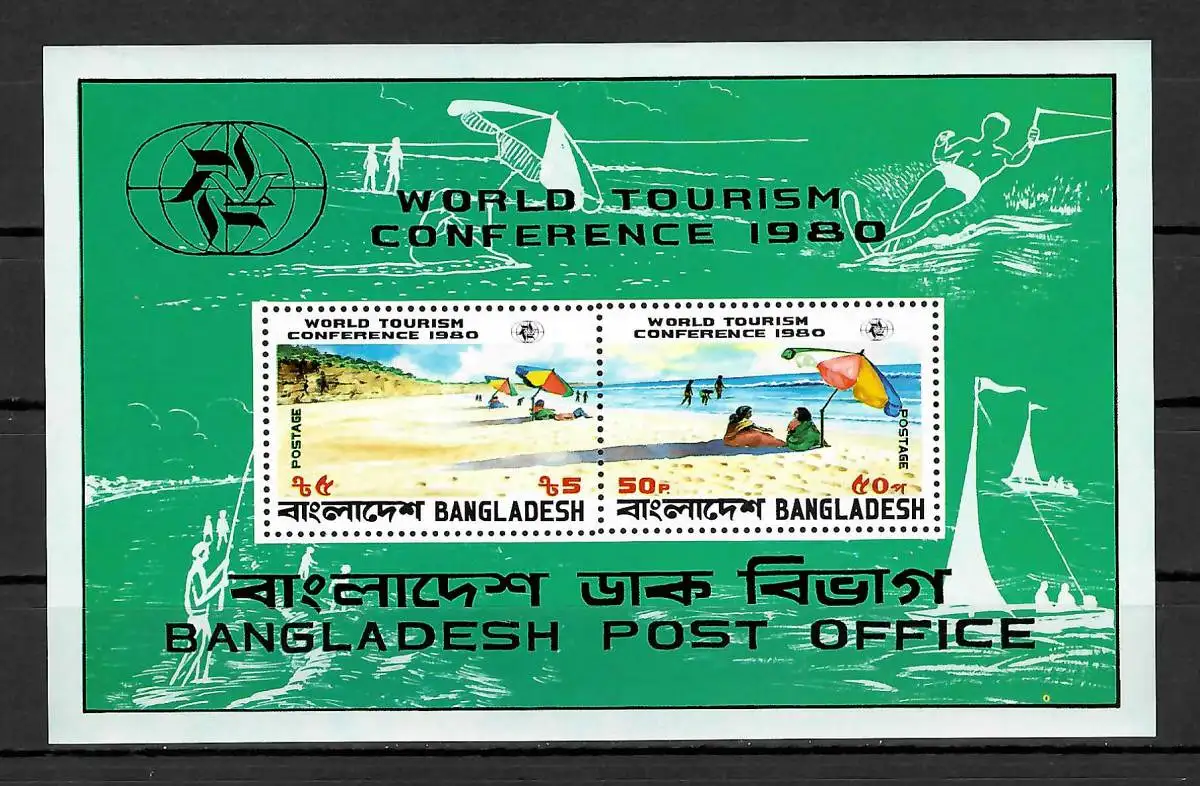 WORLD TOURISM
CONFERENCE 1980
WORLD TOURISM
CONFERENCE 1980
POSTAGE
৳৫
৳5
বাংলাদেশ BANGLADESH
WORLD TOURISM
CONFERENCE 1980
POSTAGE
50P.
৫০প
বাংলাদেশ BANGLADESH
বাংলাদেশ ডাক বিভাগ
BANGLADESH POST OFFICE